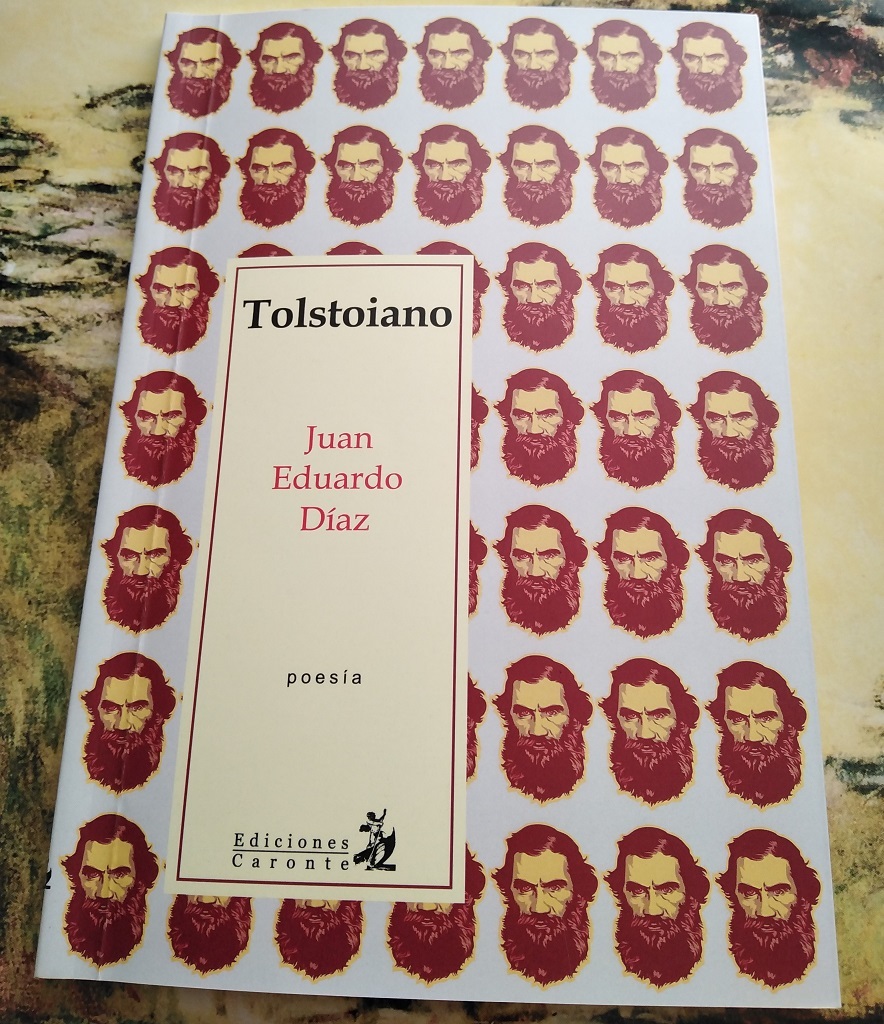 Tolstoiano
Juan
Eduardo
Díaz
poesía
Ediciones
Caronte